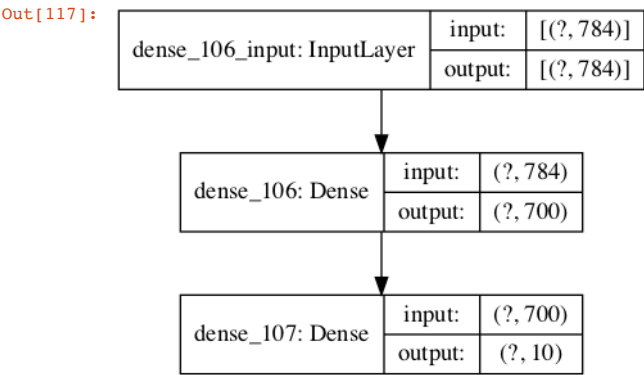 Out[117]:
dense_106_input: InputLayer
input: [(?, 784)]
output: [(?, 784)]
dense_106: Dense
input: (?, 784)
output: (?, 700)
dense_107: Dense
input: (?, 700)
output: (?, 10)